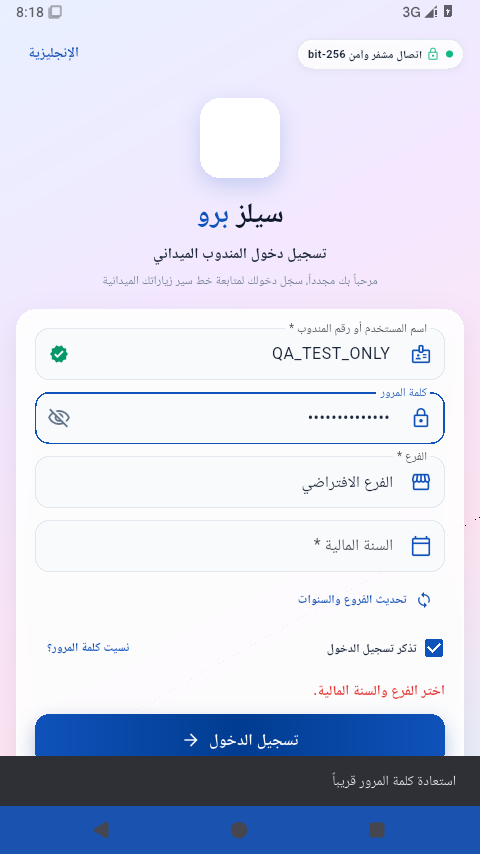 8:18
3G
اتصال مشفر وآمن 256-bit
الإنجليزية
سيلز برو
تسجيل دخول المندوب الميداني
مرحباً بك مجدداً، سجّل دخولك لمتابعة خط سير زياراتك الميدانية
اسم المستخدم أو رقم المندوب *
QA_TEST_ONLY
كلمة المرور
••••••••••••••
الفرع *
الفرع الافتراضي
السنة المالية *
تحديث الفروع والسنوات
تذكر تسجيل الدخول
نسيت كلمة المرور؟
اختر الفرع والسنة المالية.
تسجيل الدخول
استعادة كلمة المرور قريباً